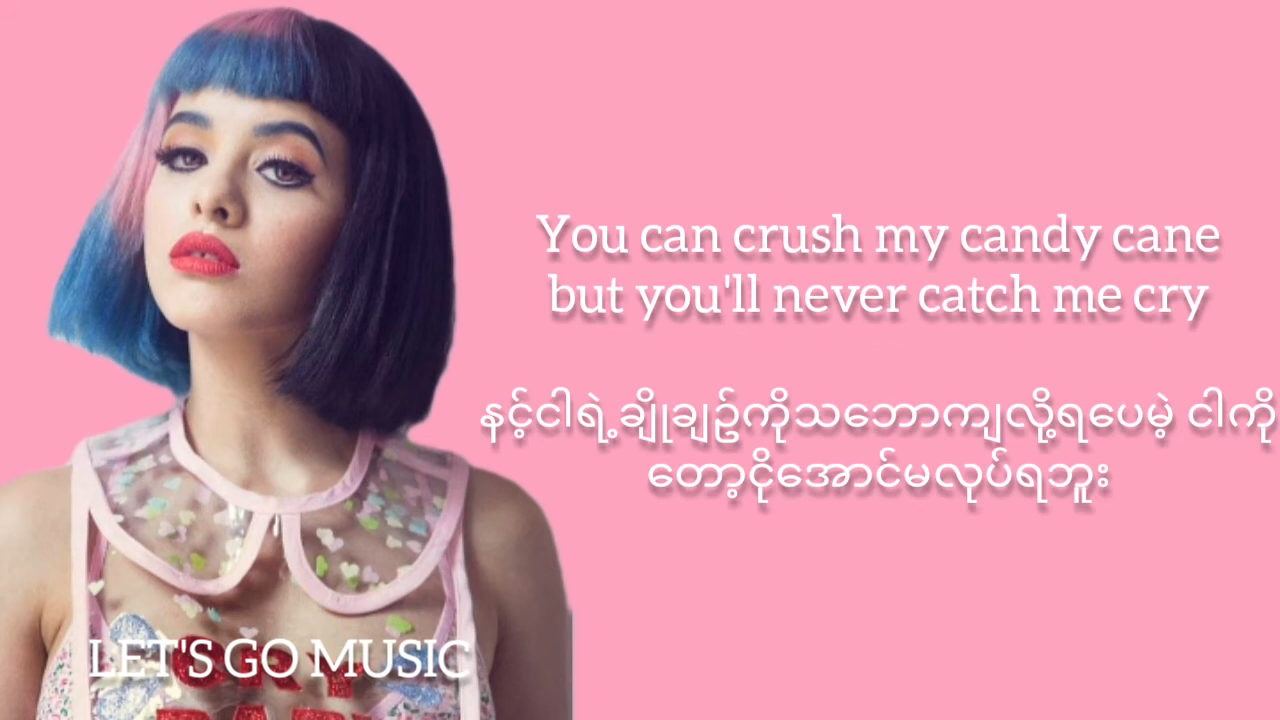 You can crush my candy cane
but you'll never catch me cry
နင့်ငါရဲ့ချိုချဉ်ကိုသဘောကျလို့ရပေမဲ့ ငါကို
တော့ငိုအောင်မလုပ်ရဘူး
LET'S GO MUSIC
CRY